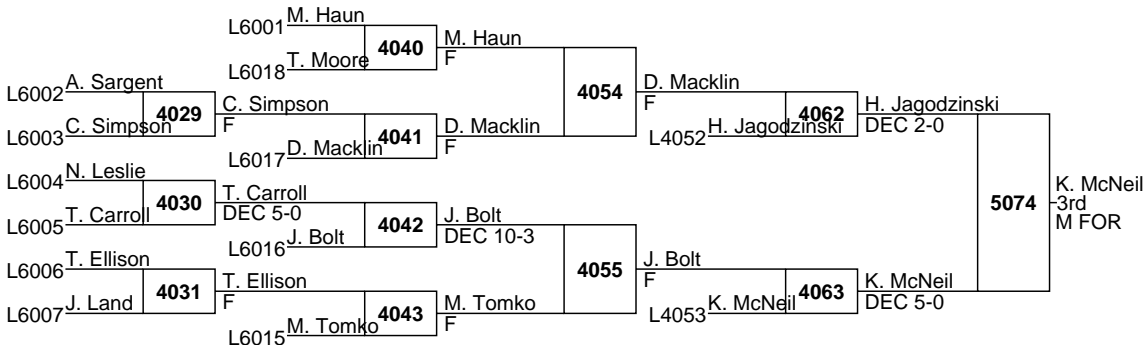 L6001 M. Haun
4040 M. Haun
F
L6018 T. Moore
4054 D. Macklin
F
L6002 A. Sargent
4029 C. Simpson
F
L6003 C. Simpson
4041 D. Macklin
F
L6017 D. Macklin
4062 H. Jagodzinski
DEC 2-0
L4052 H. Jagodzinski
L6004 N. Leslie
4030 T. Carroll
DEC 5-0
L6005 T. Carroll
4042 J. Bolt
DEC 10-3
L6016 J. Bolt
5074 K. McNeil
3rd
M FOR
4055 J. Bolt
F
L6006 T. Ellison
4031 T. Ellison
F
L6007 J. Land
4043 M. Tomko
F
L6015 M. Tomko
4063 K. McNeil
DEC 5-0
L4053 K. McNeil